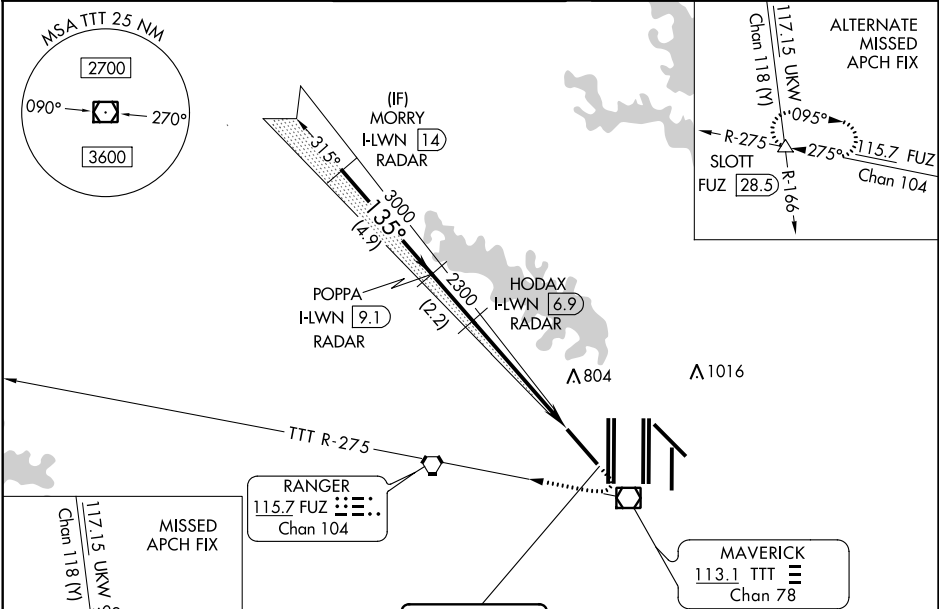 MSA TTT 25 NM
2700
090°
270°
3600
(IF)
MORRY
I-LWN 14
RADAR
315°
3000
135°
(4.9)
POPPA
I-LWN 9.1
RADAR
2300
(2.2)
HODAX
I-LWN 6.9
RADAR
804
1016
ALTERNATE
MISSED
APCH FIX
117.15 UKW
Chan 118 (Y)
095°
R-275
275°
115.7 FUZ
Chan 104
SLOTT
FUZ 28.5
R-166
TTT R-275
RANGER
115.7 FUZ
Chan 104
MAVERICK
113.1 TTT
Chan 78
MISSED
APCH FIX
117.15 UKW
Chan 118 (Y)